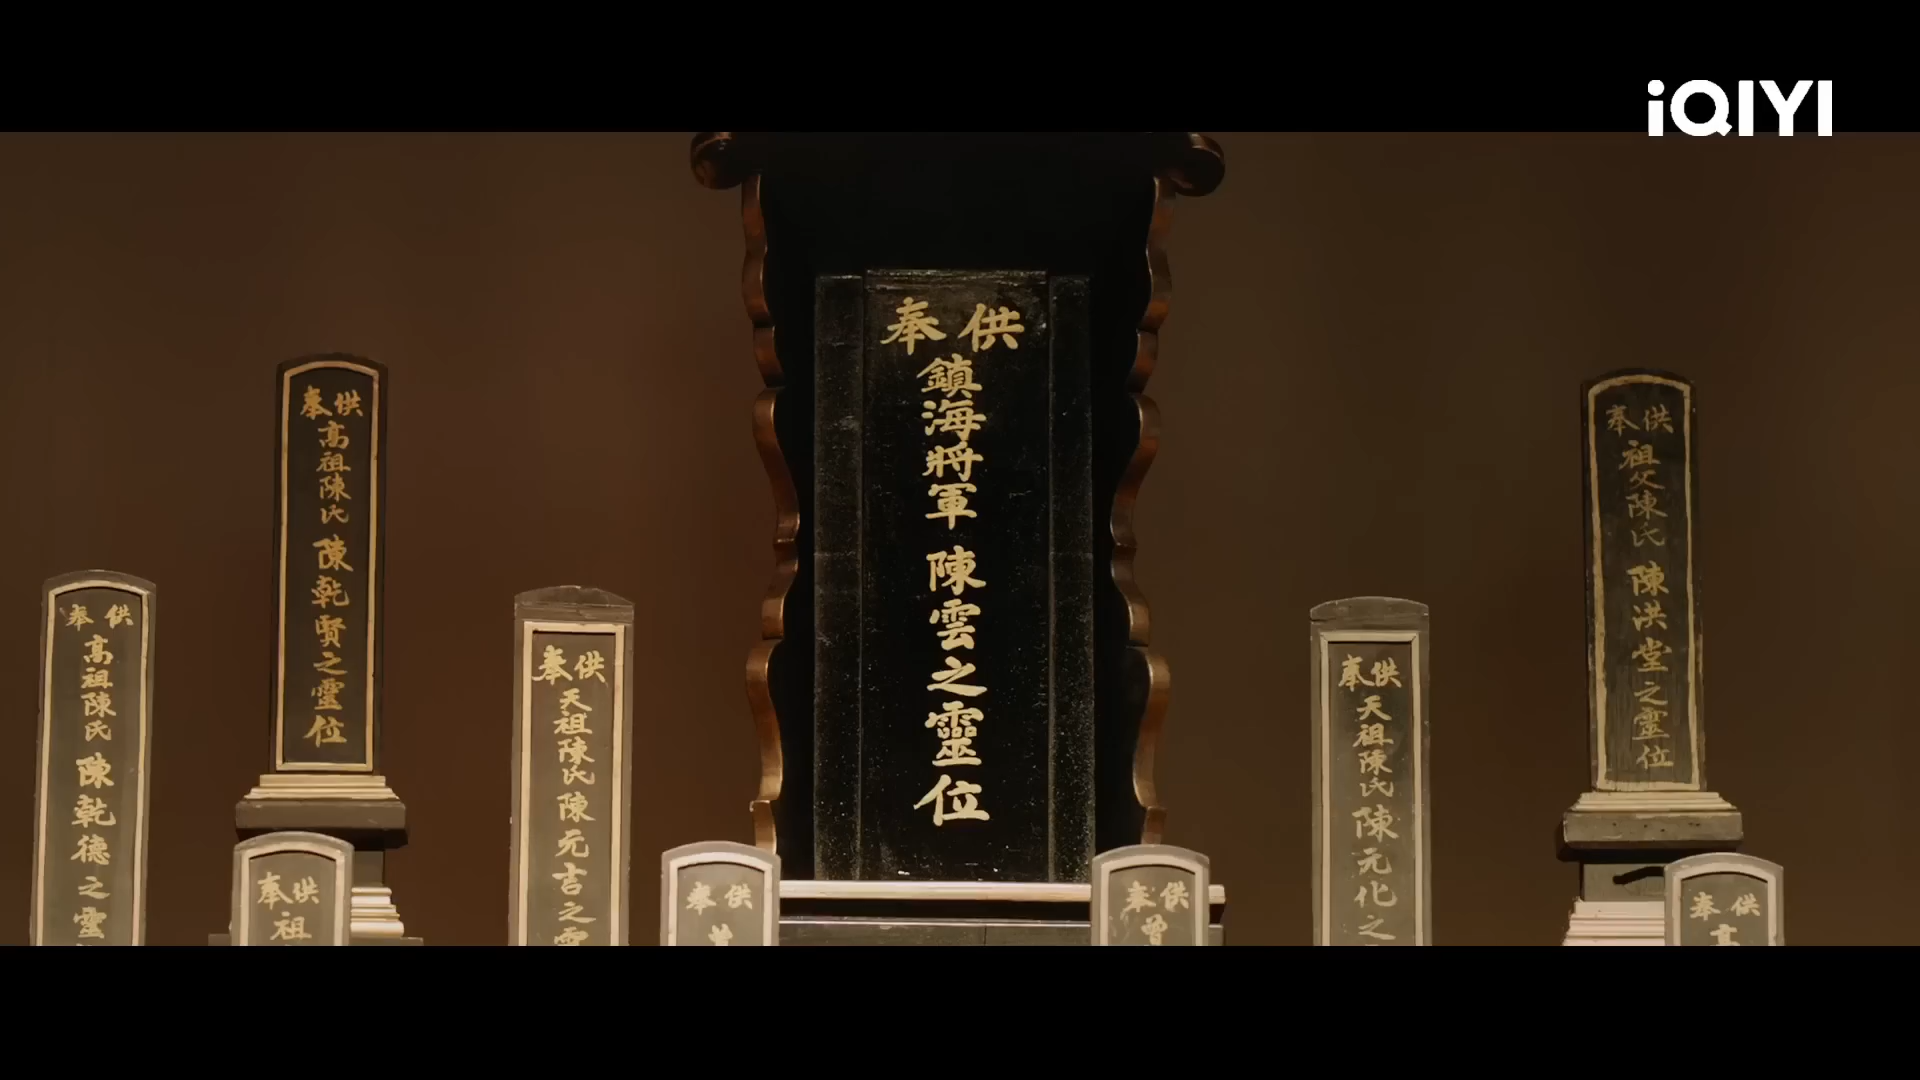 iQIYI
供奉
鎮海將軍 陳雲之靈位
供奉
高祖陳氏 陳乾賢之靈位
供奉
祖父陳氏 陳洪堂之靈位
供奉
高祖陳氏 陳乾德之靈
供奉
天祖陳氏 陳元吉之靈
供奉
天祖陳氏 陳元化之
供奉
祖
供奉
供奉
曾
供奉
高